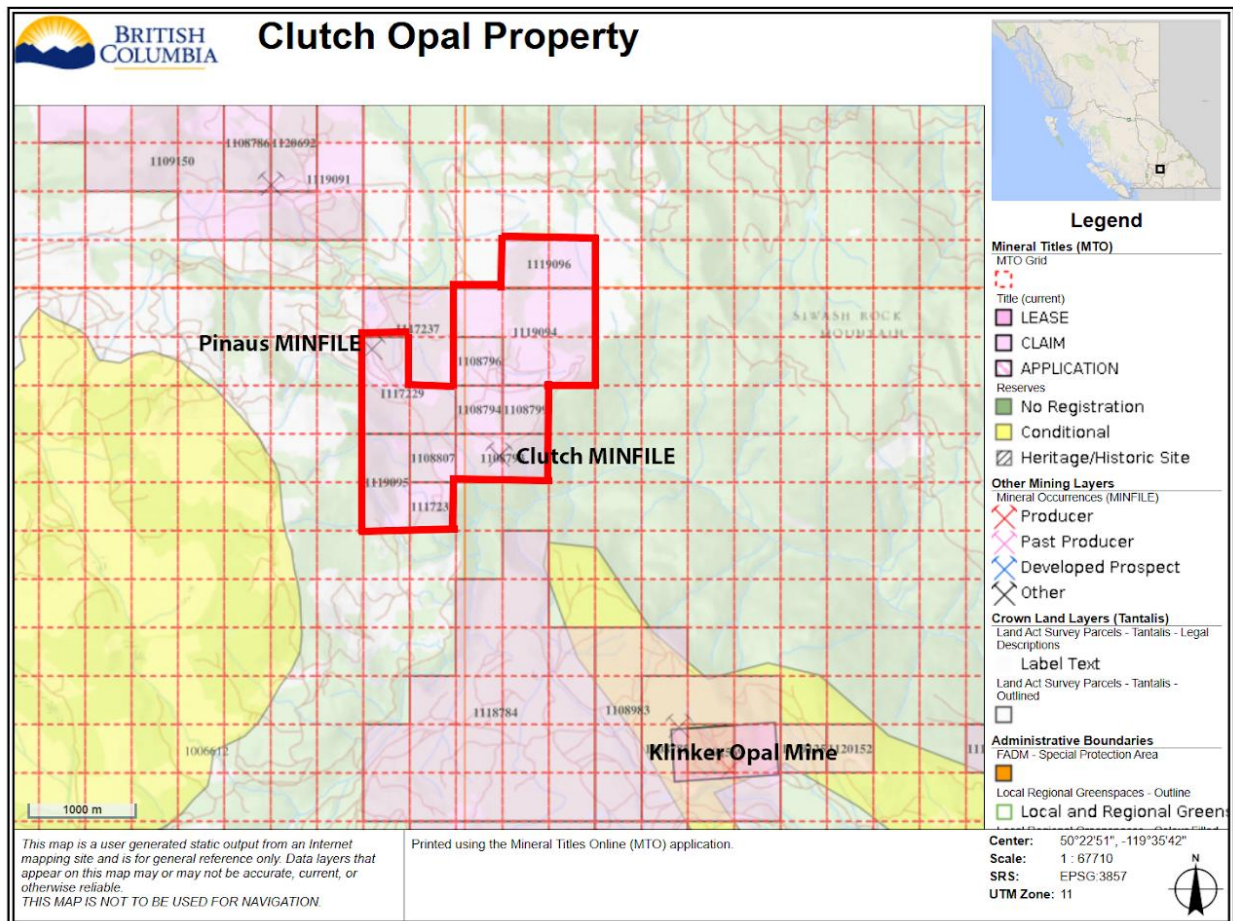 BRITISH
COLUMBIA
Clutch Opal Property
1109150
1108786
1120692
1119091
1119096
1119094
SIWASH ROCK
MOUNTAIN
1117237
Pinaus MINFILE
1108796
1117229
1108794
1108799
1108807
Clutch MINFILE
1119095
111723
1118784
1108983
1006612
Klinker Opal Mine
1120152
1000 m
Legend
Mineral Titles (MTO)
MTO Grid
Title (current)
LEASE
CLAIM
APPLICATION
Reserves
No Registration
Conditional
Heritage/Historic Site
Other Mining Layers
Mineral Occurrences (MINFILE)
Producer
Past Producer
Developed Prospect
Other
Crown Land Layers (Tantalis)
Land Act Survey Parcels - Tantalis - Legal
Descriptions
Label Text
Land Act Survey Parcels - Tantalis -
Outlined
Administrative Boundaries
FADM - Special Protection Area
Local Regional Greenspaces - Outline
Local and Regional Greens
This map is a user generated static output from an Internet
mapping site and is for general reference only. Data layers that
appear on this map may or may not be accurate, current, or
otherwise reliable.
THIS MAP IS NOT TO BE USED FOR NAVIGATION.
Printed using the Mineral Titles Online (MTO) application.
Center: 50°22'51", -119°35'42"
Scale: 1 : 67710
SRS: EPSG:3857
UTM Zone: 11
N